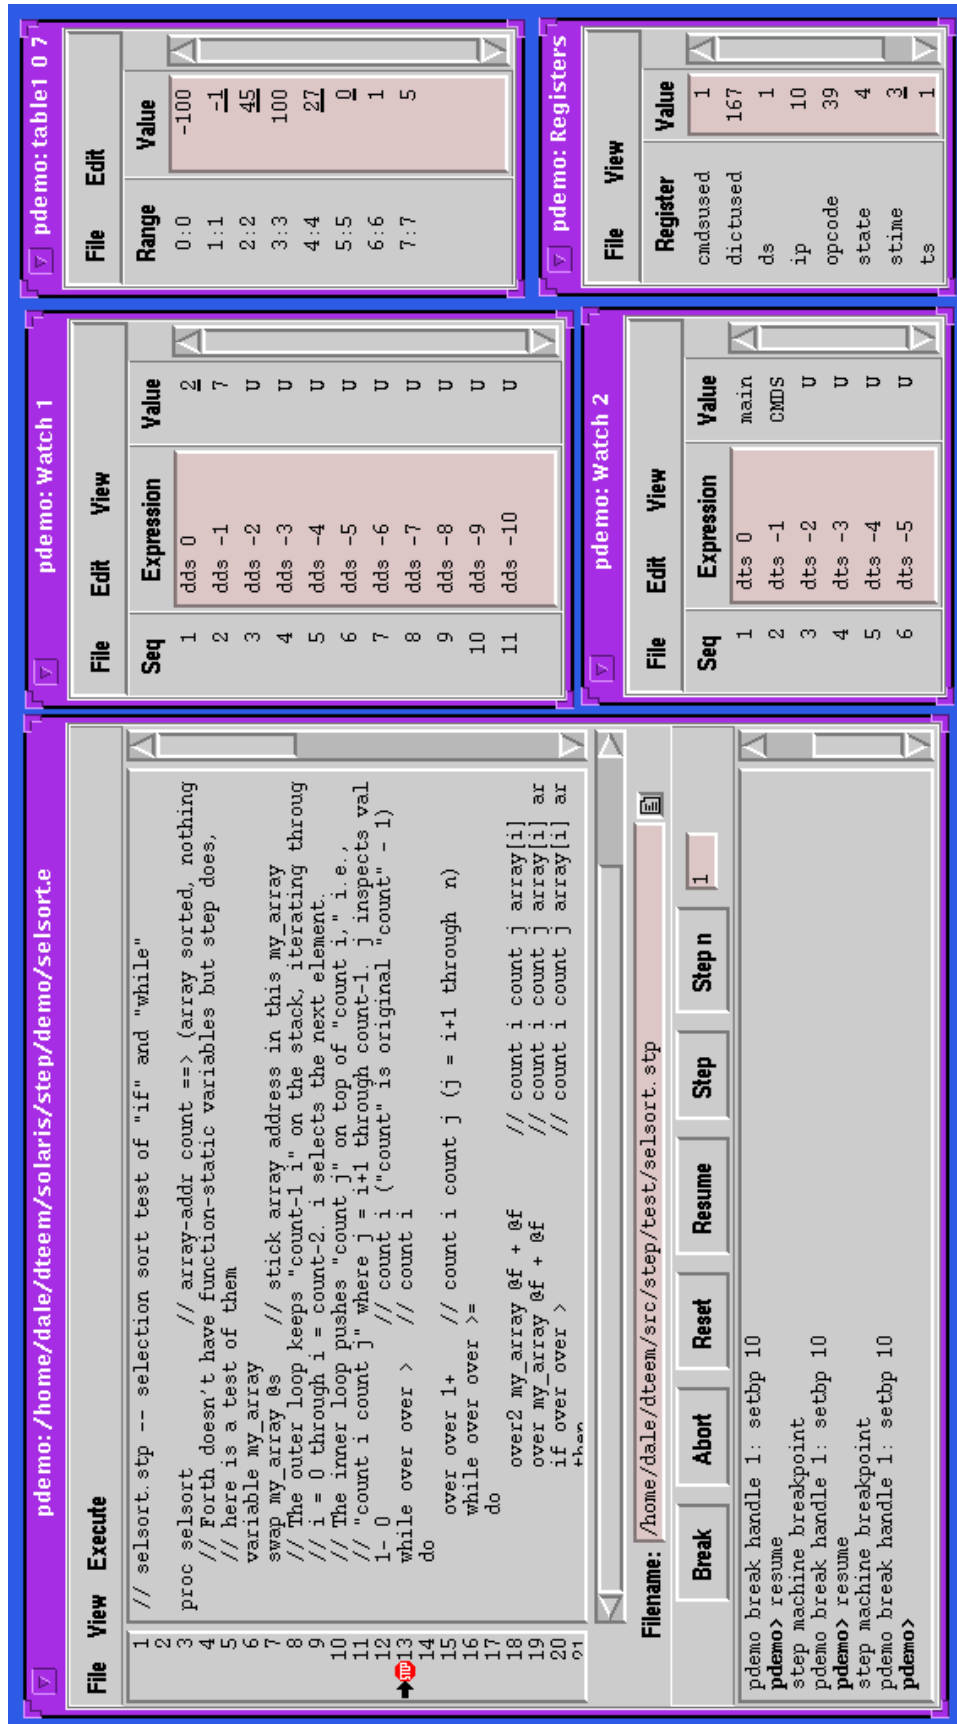 pdemo: /home/dale/dteem/solaris/step/demo/selsort.e
File View Execute
1 // selsort.stp -- selection sort test of "if" and "while"
2
3 proc selsort // array-addr count ==> (array sorted, nothing
4 // Forth doesn't have function-static variables but step does,
5 // here is a test of them
6 variable my_array
7 swap my_array @s // stick array address in this my_array
8 // The outer loop keeps "count-1 i" on the stack, iterating throug
9 // i = 0 through i = count-2. i selects the next element.
10 // The inner loop pushes "count j" on top of "count i," i.e.,
11 // "count i count j" where j = i+1 through count-1. j inspects val
12 1- 0 // count i ("count" is original "count" - 1)
STP 13 while over over > // count i
14 do
15 over over 1+ // count i count j (j = i+1 through n)
16 while over over >=
17 do
18 over2 my_array @f + @f // count i count j array[i]
19 over my_array @f + @f // count i count j array[i] ar
20 if over over > // count i count j array[i] ar
21 +then
Filename: /home/dale/dteem/src/step/test/selsort.stp
Break Abort Reset Resume Step Step n 1
pdemo break handle 1: setbp 10
pdemo> resume
step machine breakpoint
pdemo break handle 1: setbp 10
pdemo> resume
step machine breakpoint
pdemo break handle 1: setbp 10
pdemo>
pdemo: Watch 1
File Edit View
Seq Expression Value
1 dds 0 2
2 dds -1 7
3 dds -2 U
4 dds -3 U
5 dds -4 U
6 dds -5 U
7 dds -6 U
8 dds -7 U
9 dds -8 U
10 dds -9 U
11 dds -10 U
pdemo: Watch 2
File Edit View
Seq Expression Value
1 dts 0 main
2 dts -1 CMDS
3 dts -2 U
4 dts -3 U
5 dts -4 U
6 dts -5 U
pdemo: table1 0 7
File Edit
Range Value
0:0 -100
1:1 -1
2:2 45
3:3 100
4:4 27
5:5 0
6:6 1
7:7 5
pdemo: Registers
File View
Register Value
cmdsused 1
dictused 167
ds 1
ip 10
opcode 39
state 4
stime 3
ts 1